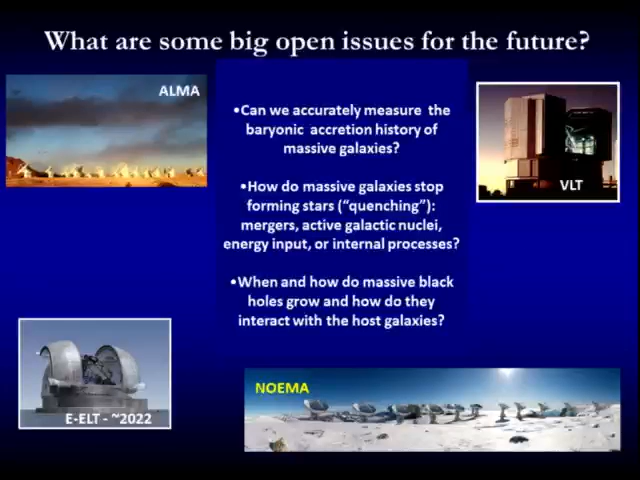 What are some big open issues for the future?
ALMA
•Can we accurately measure the
baryonic accretion history of
massive galaxies?
•How do massive galaxies stop
forming stars ("quenching"):
mergers, active galactic nuclei,
energy input, or internal processes?
•When and how do massive black
holes grow and how do they
interact with the host galaxies?
VLT
E-ELT - ~2022
NOEMA